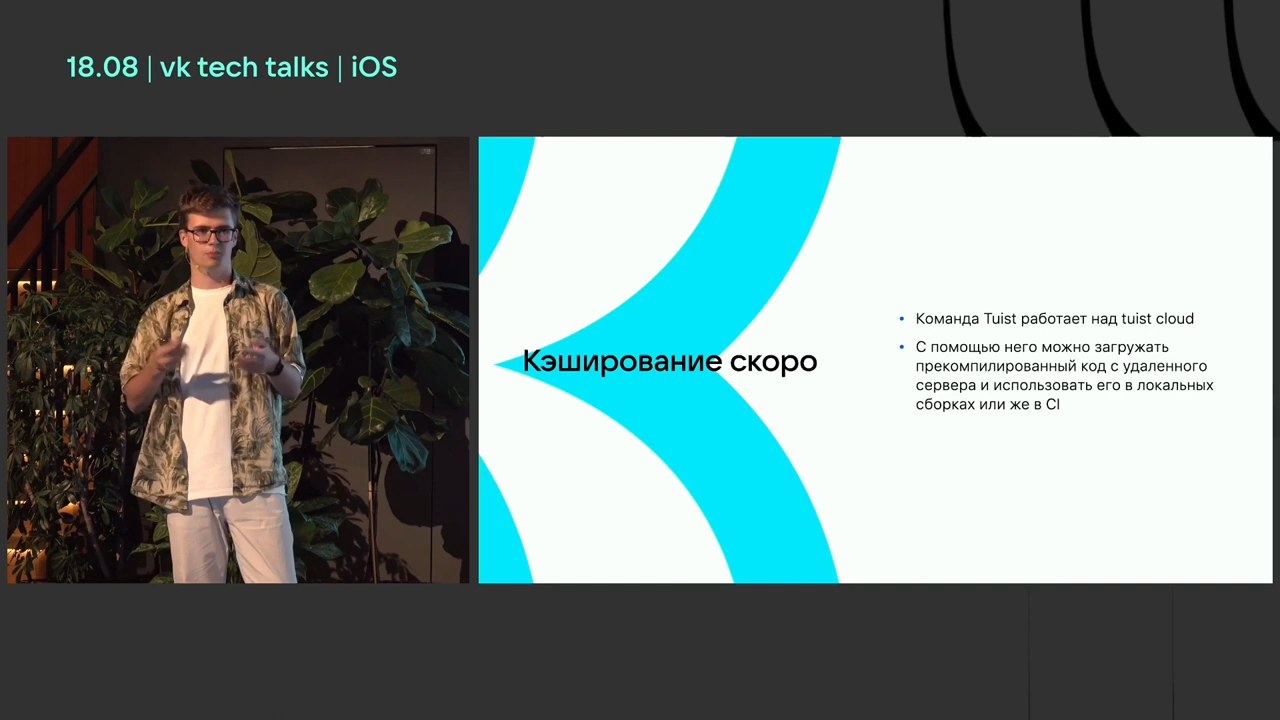 18.08 | vk tech talks | iOS
Кэширование скоро
• Команда Tuist работает над tuist cloud
• С помощью него можно загружать
прекомпилированный код с удаленного
сервера и использовать его в локальных
сборках или же в CI